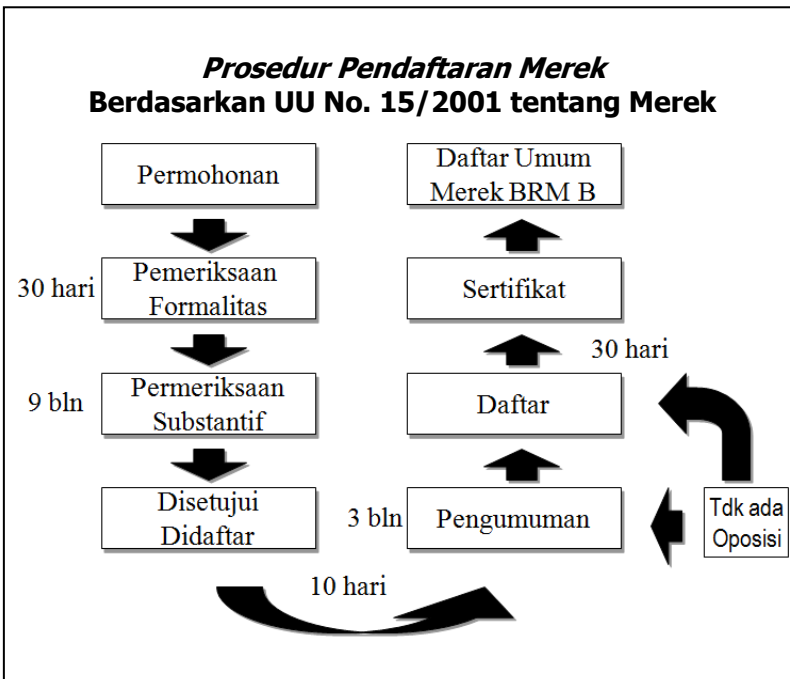 Prosedur Pendaftaran Merek
Berdasarkan UU No. 15/2001 tentang Merek
Permohonan
30 hari
Pemeriksaan
Formalitas
9 bln
Permeriksaan
Substantif
Disetujui
Didaftar
10 hari
3 bln
Pengumuman
Tdk ada
Oposisi
Daftar
30 hari
Sertifikat
Daftar Umum
Merek BRM B